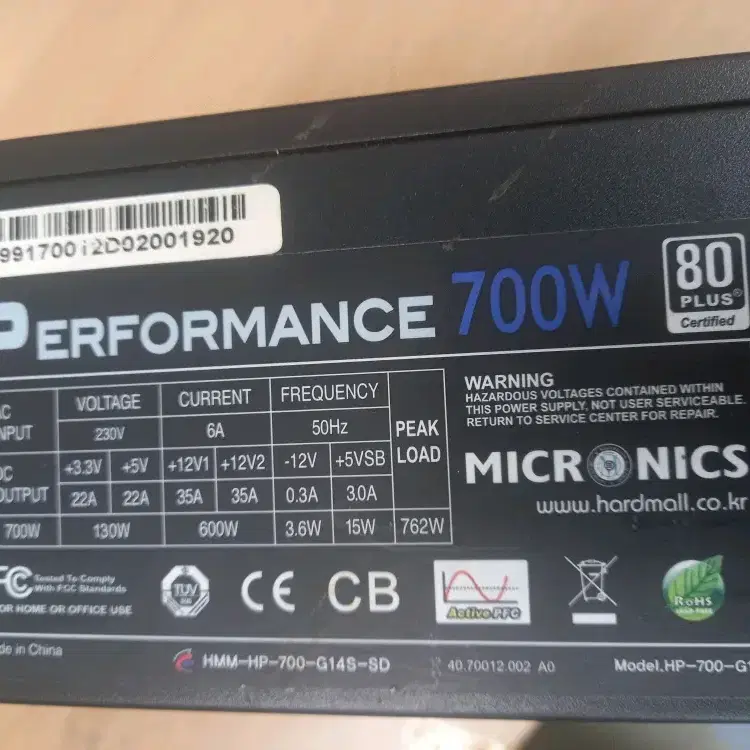 99170012D02001920
PERFORMANCE 700W
80
PLUS®
Certified
AC INPUT VOLTAGE CURRENT FREQUENCY PEAK LOAD
230V 6A 50Hz
DC OUTPUT +3.3V +5V +12V1 +12V2 -12V +5VSB
22A 22A 35A 35A 0.3A 3.0A
700W 130W 600W 3.6W 15W 762W
WARNING
HAZARDOUS VOLTAGES CONTAINED WITHIN
THIS POWER SUPPLY, NOT USER SERVICEABLE.
RETURN TO SERVICE CENTER FOR REPAIR.
MICRONiCS
www.hardmall.co.kr
FC Tested To Comply
With FCC Standards
FOR HOME OR OFFICE USE
TUV
CE
CB
Active PFC
RoHS
Made in China
HMM-HP-700-G14S-SD
40.70012.002 A0
Model.HP-700-G1